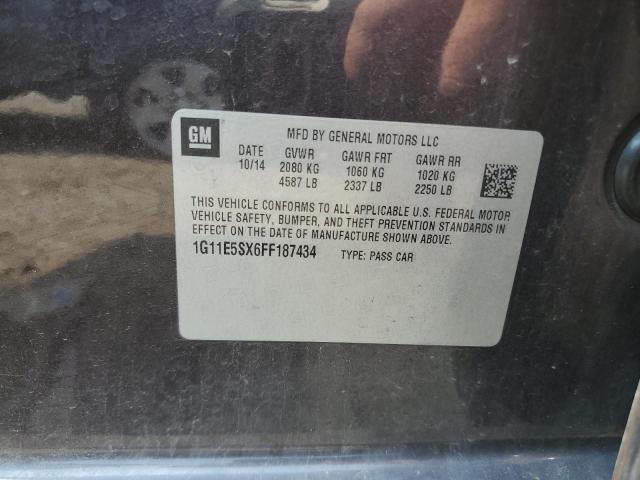 GM
MFD BY GENERAL MOTORS LLC
DATE GVWR GAWR FRT GAWR RR
10/14 2080 KG 1060 KG 1020 KG
4587 LB 2337 LB 2250 LB
THIS VEHICLE CONFORMS TO ALL APPLICABLE U.S. FEDERAL MOTOR
VEHICLE SAFETY, BUMPER, AND THEFT PREVENTION STANDARDS IN
EFFECT ON THE DATE OF MANUFACTURE SHOWN ABOVE.
1G11E5SX6FF187434 TYPE: PASS CAR